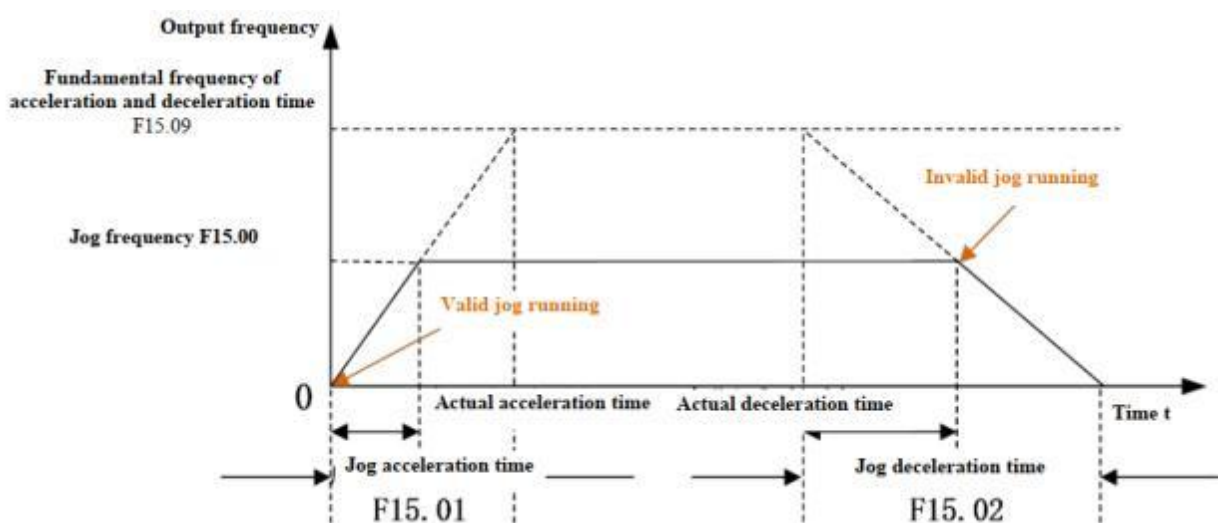 Output frequency
Fundamental frequency of
acceleration and deceleration time
F15.09
Invalid jog running
Jog frequency F15.00
Valid jog running
0
Actual acceleration time
Actual deceleration time
Time t
Jog acceleration time
Jog deceleration time
F15.01
F15.02